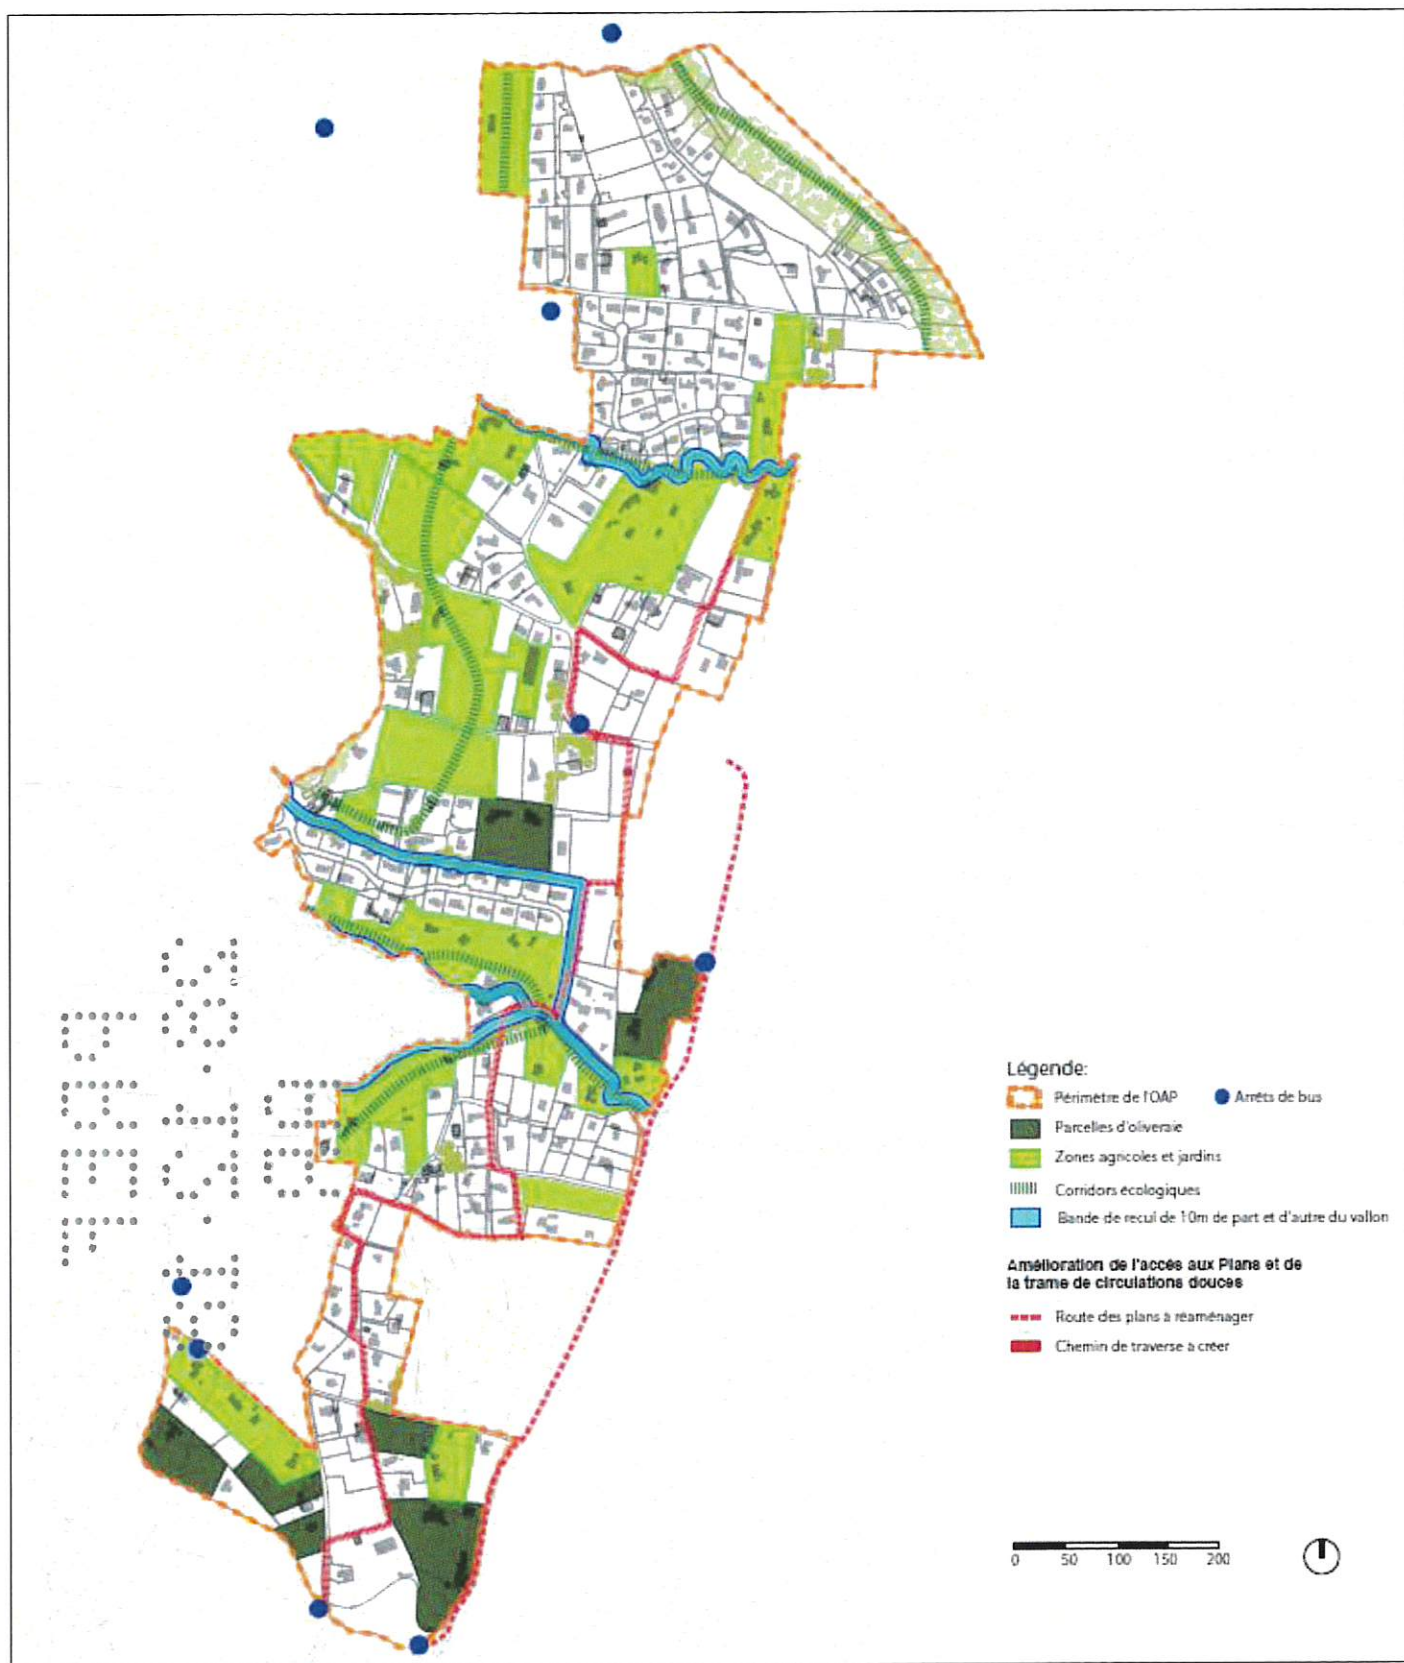 Légende:
Périmètre de l'OAP
Arrêts de bus
Parcelles d'oliveraie
Zones agricoles et jardins
Corridors écologiques
Bande de recul de 10m de part et d'autre du vallon
Amélioration de l'accès aux Plans et de
la trame de circulations douces
Route des plans à réaménager
Chemin de traverse à créer
0 50 100 150 200